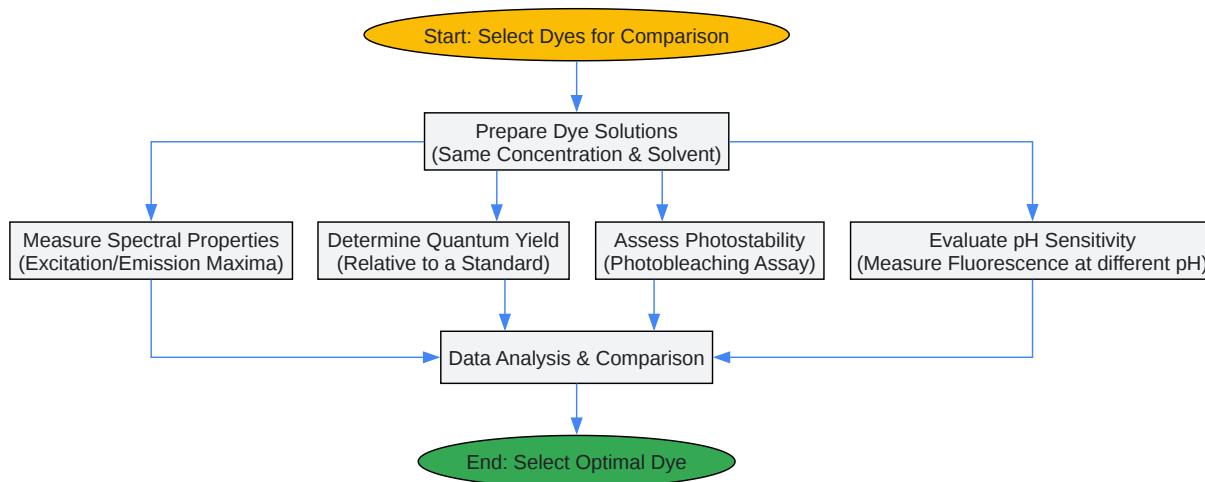 Start: Select Dyes for Comparison
Prepare Dye Solutions
(Same Concentration & Solvent)
Measure Spectral Properties
(Excitation/Emission Maxima)
Determine Quantum Yield
(Relative to a Standard)
Assess Photostability
(Photobleaching Assay)
Evaluate pH Sensitivity
(Measure Fluorescence at different pH)
Data Analysis & Comparison
End: Select Optimal Dye